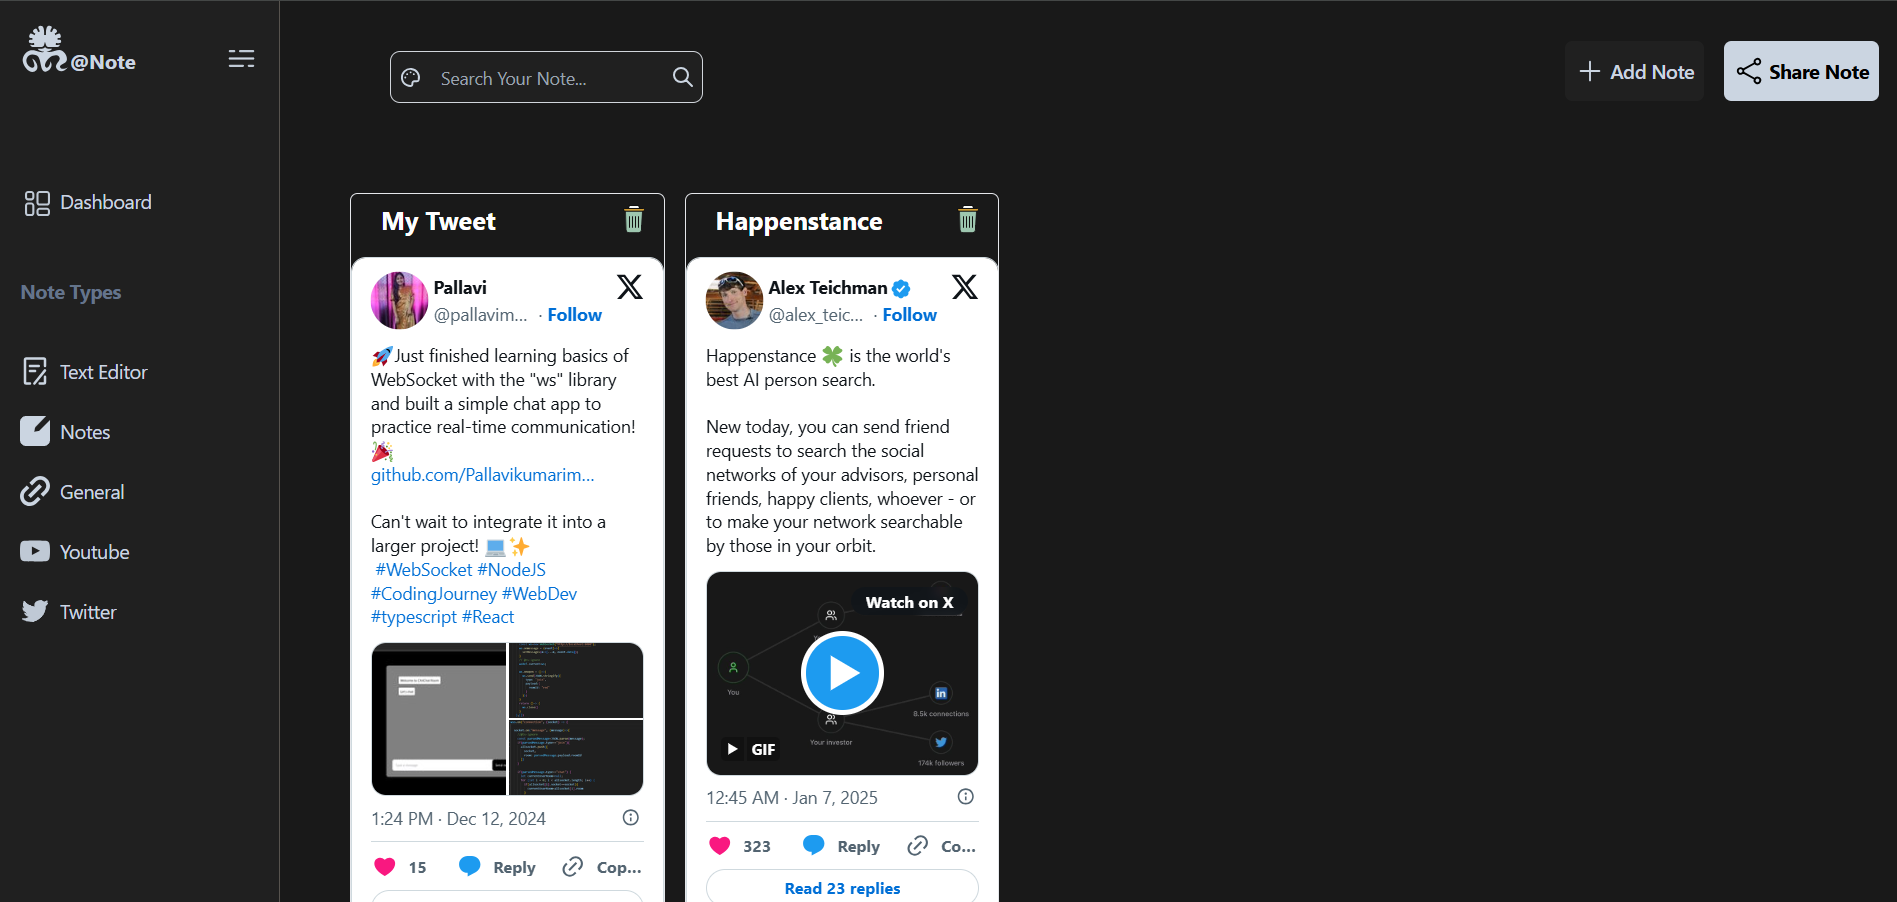 @Note
Search Your Note...
Add Note
Share Note
Dashboard
Note Types
Text Editor
Notes
General
Youtube
Twitter
My Tweet
Pallavi
@pallavim... · Follow
🚀Just finished learning basics of
WebSocket with the "ws" library
and built a simple chat app to
practice real-time communication!
🎉
github.com/Pallavikumarim...
Can't wait to integrate it into a
larger project! 💻✨
#WebSocket #NodeJS
#CodingJourney #WebDev
#typescript #React
1:24 PM · Dec 12, 2024
15
Reply
Cop...
Happenstance
Alex Teichman
@alex_teic... · Follow
Happenstance 🍀 is the world's
best AI person search.
New today, you can send friend
requests to search the social
networks of your advisors, personal
friends, happy clients, whoever - or
to make your network searchable
by those in your orbit.
Watch on X
You
8.5k connections
Your investor
GIF
174k followers
12:45 AM · Jan 7, 2025
323
Reply
Co...
Read 23 replies